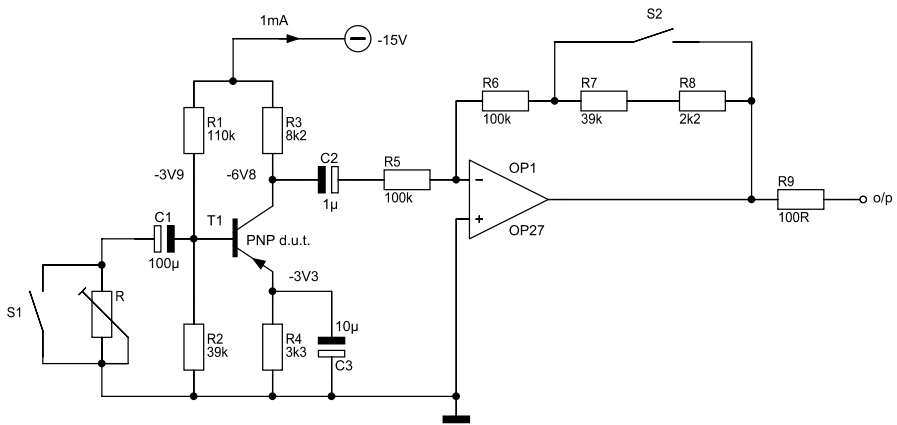 1mA
-15V
S2
R1
110k
R3
8k2
R6
100k
R7
39k
R8
2k2
-3V9
-6V8
C2
1µ
R5
100k
OP1
−
+
OP27
R9
100R
o/p
C1
100µ
T1
PNP d.u.t.
-3V3
S1
R
R2
39k
R4
3k3
10µ
C3